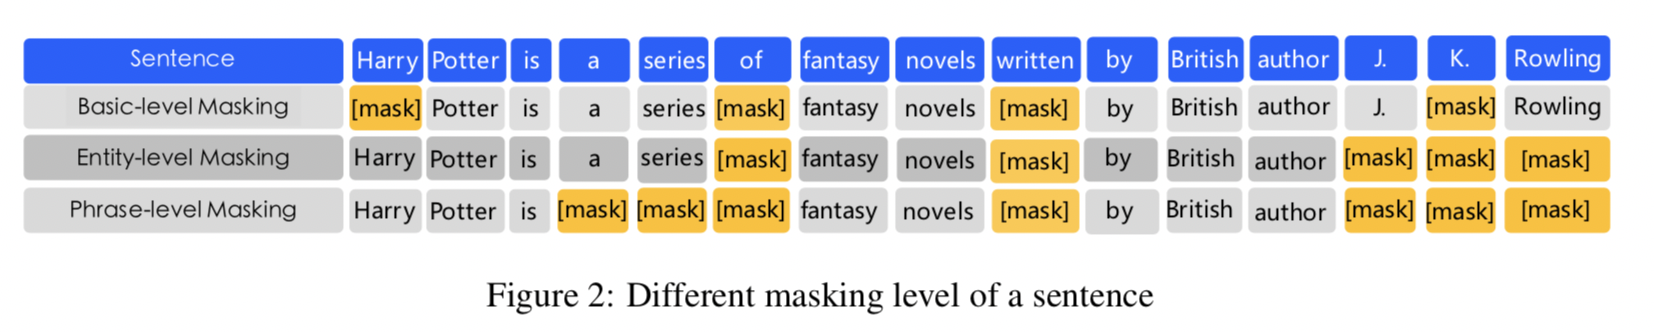 Sentence Harry Potter is a series of fantasy novels written by British author J. K. Rowling
Basic-level Masking [mask] Potter is a series [mask] fantasy novels [mask] by British author J. [mask] Rowling
Entity-level Masking Harry Potter is a series [mask] fantasy novels [mask] by British author [mask] [mask] [mask]
Phrase-level Masking Harry Potter is [mask] [mask] [mask] fantasy novels [mask] by British author [mask] [mask] [mask]
Figure 2: Different masking level of a sentence